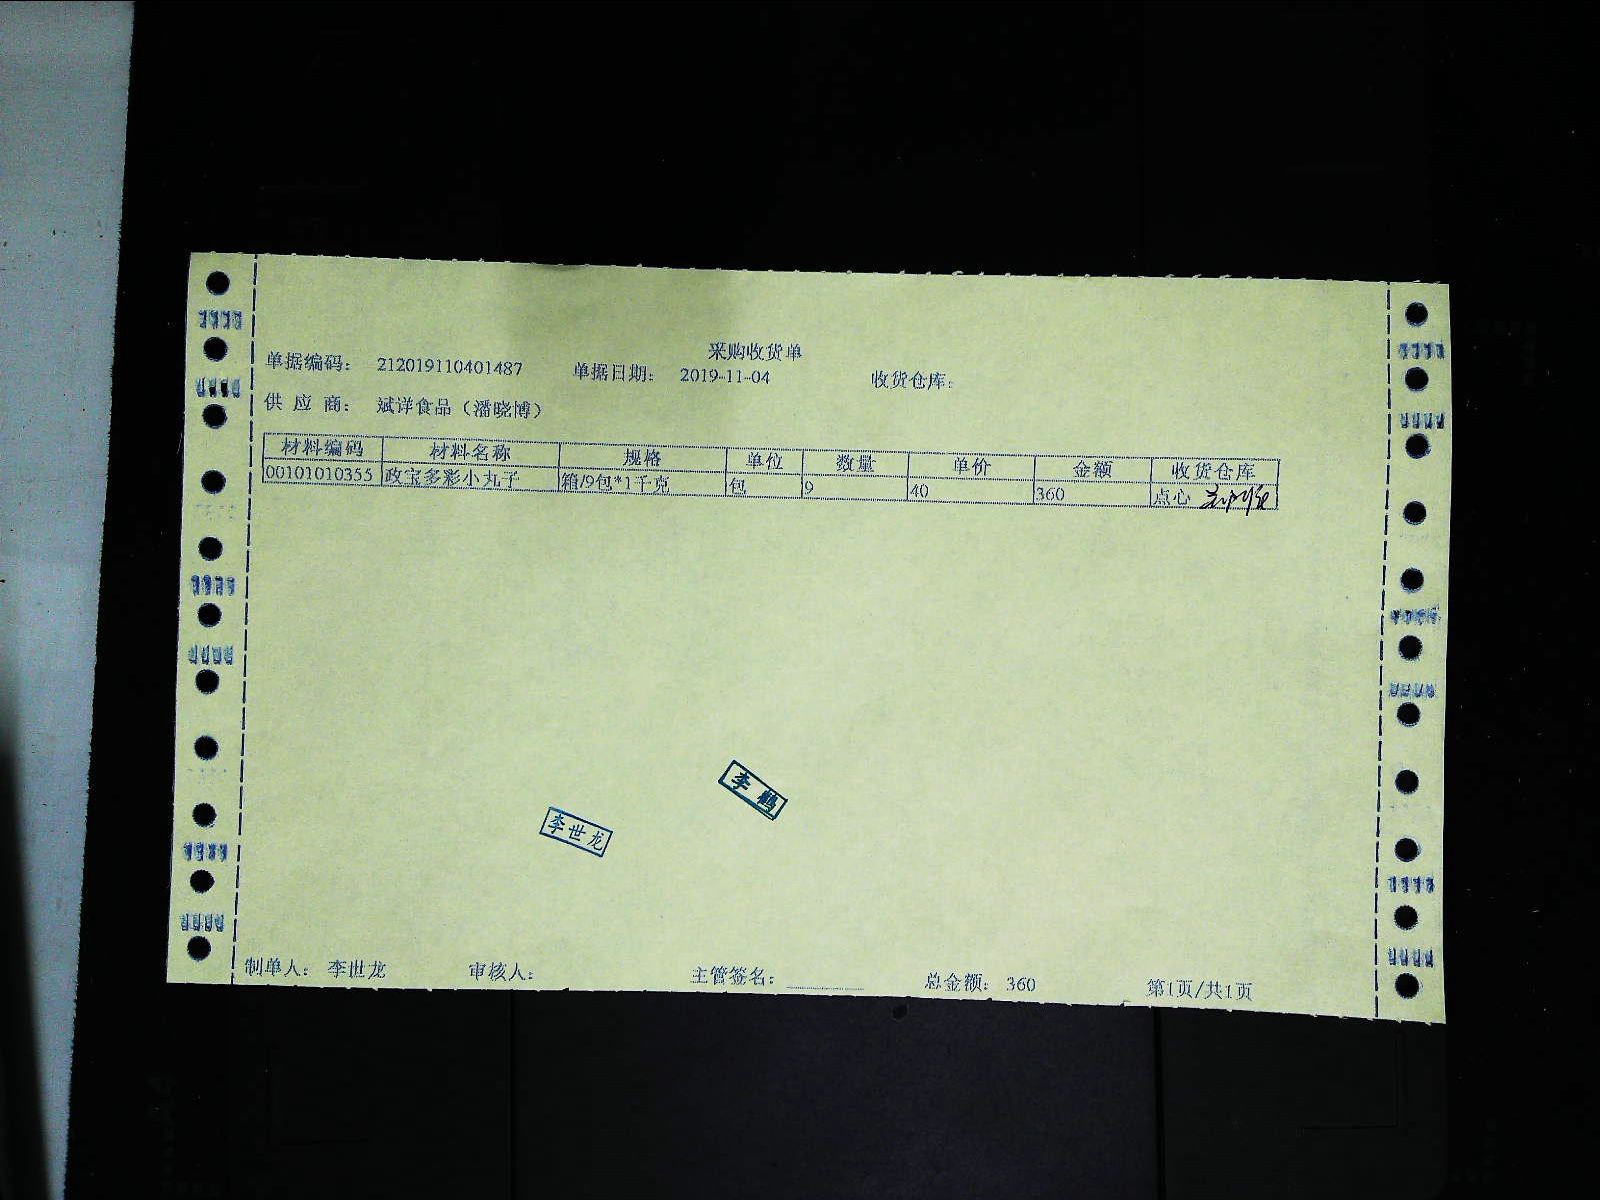 采购收货单
单据编码： 212019110401487 单据日期： 2019-11-04 收货仓库：
供 应 商： 斌详食品（潘晓博）
材料编码 材料名称 规格 单位 数量 单价 金额 收货仓库
00101010355 政宝多彩小丸子 箱/9包*1千克 包 9 40 360 点心
李鹤
李世龙
制单人： 李世龙 审核人： 主管签名： 总金额： 360 第1页/共1页